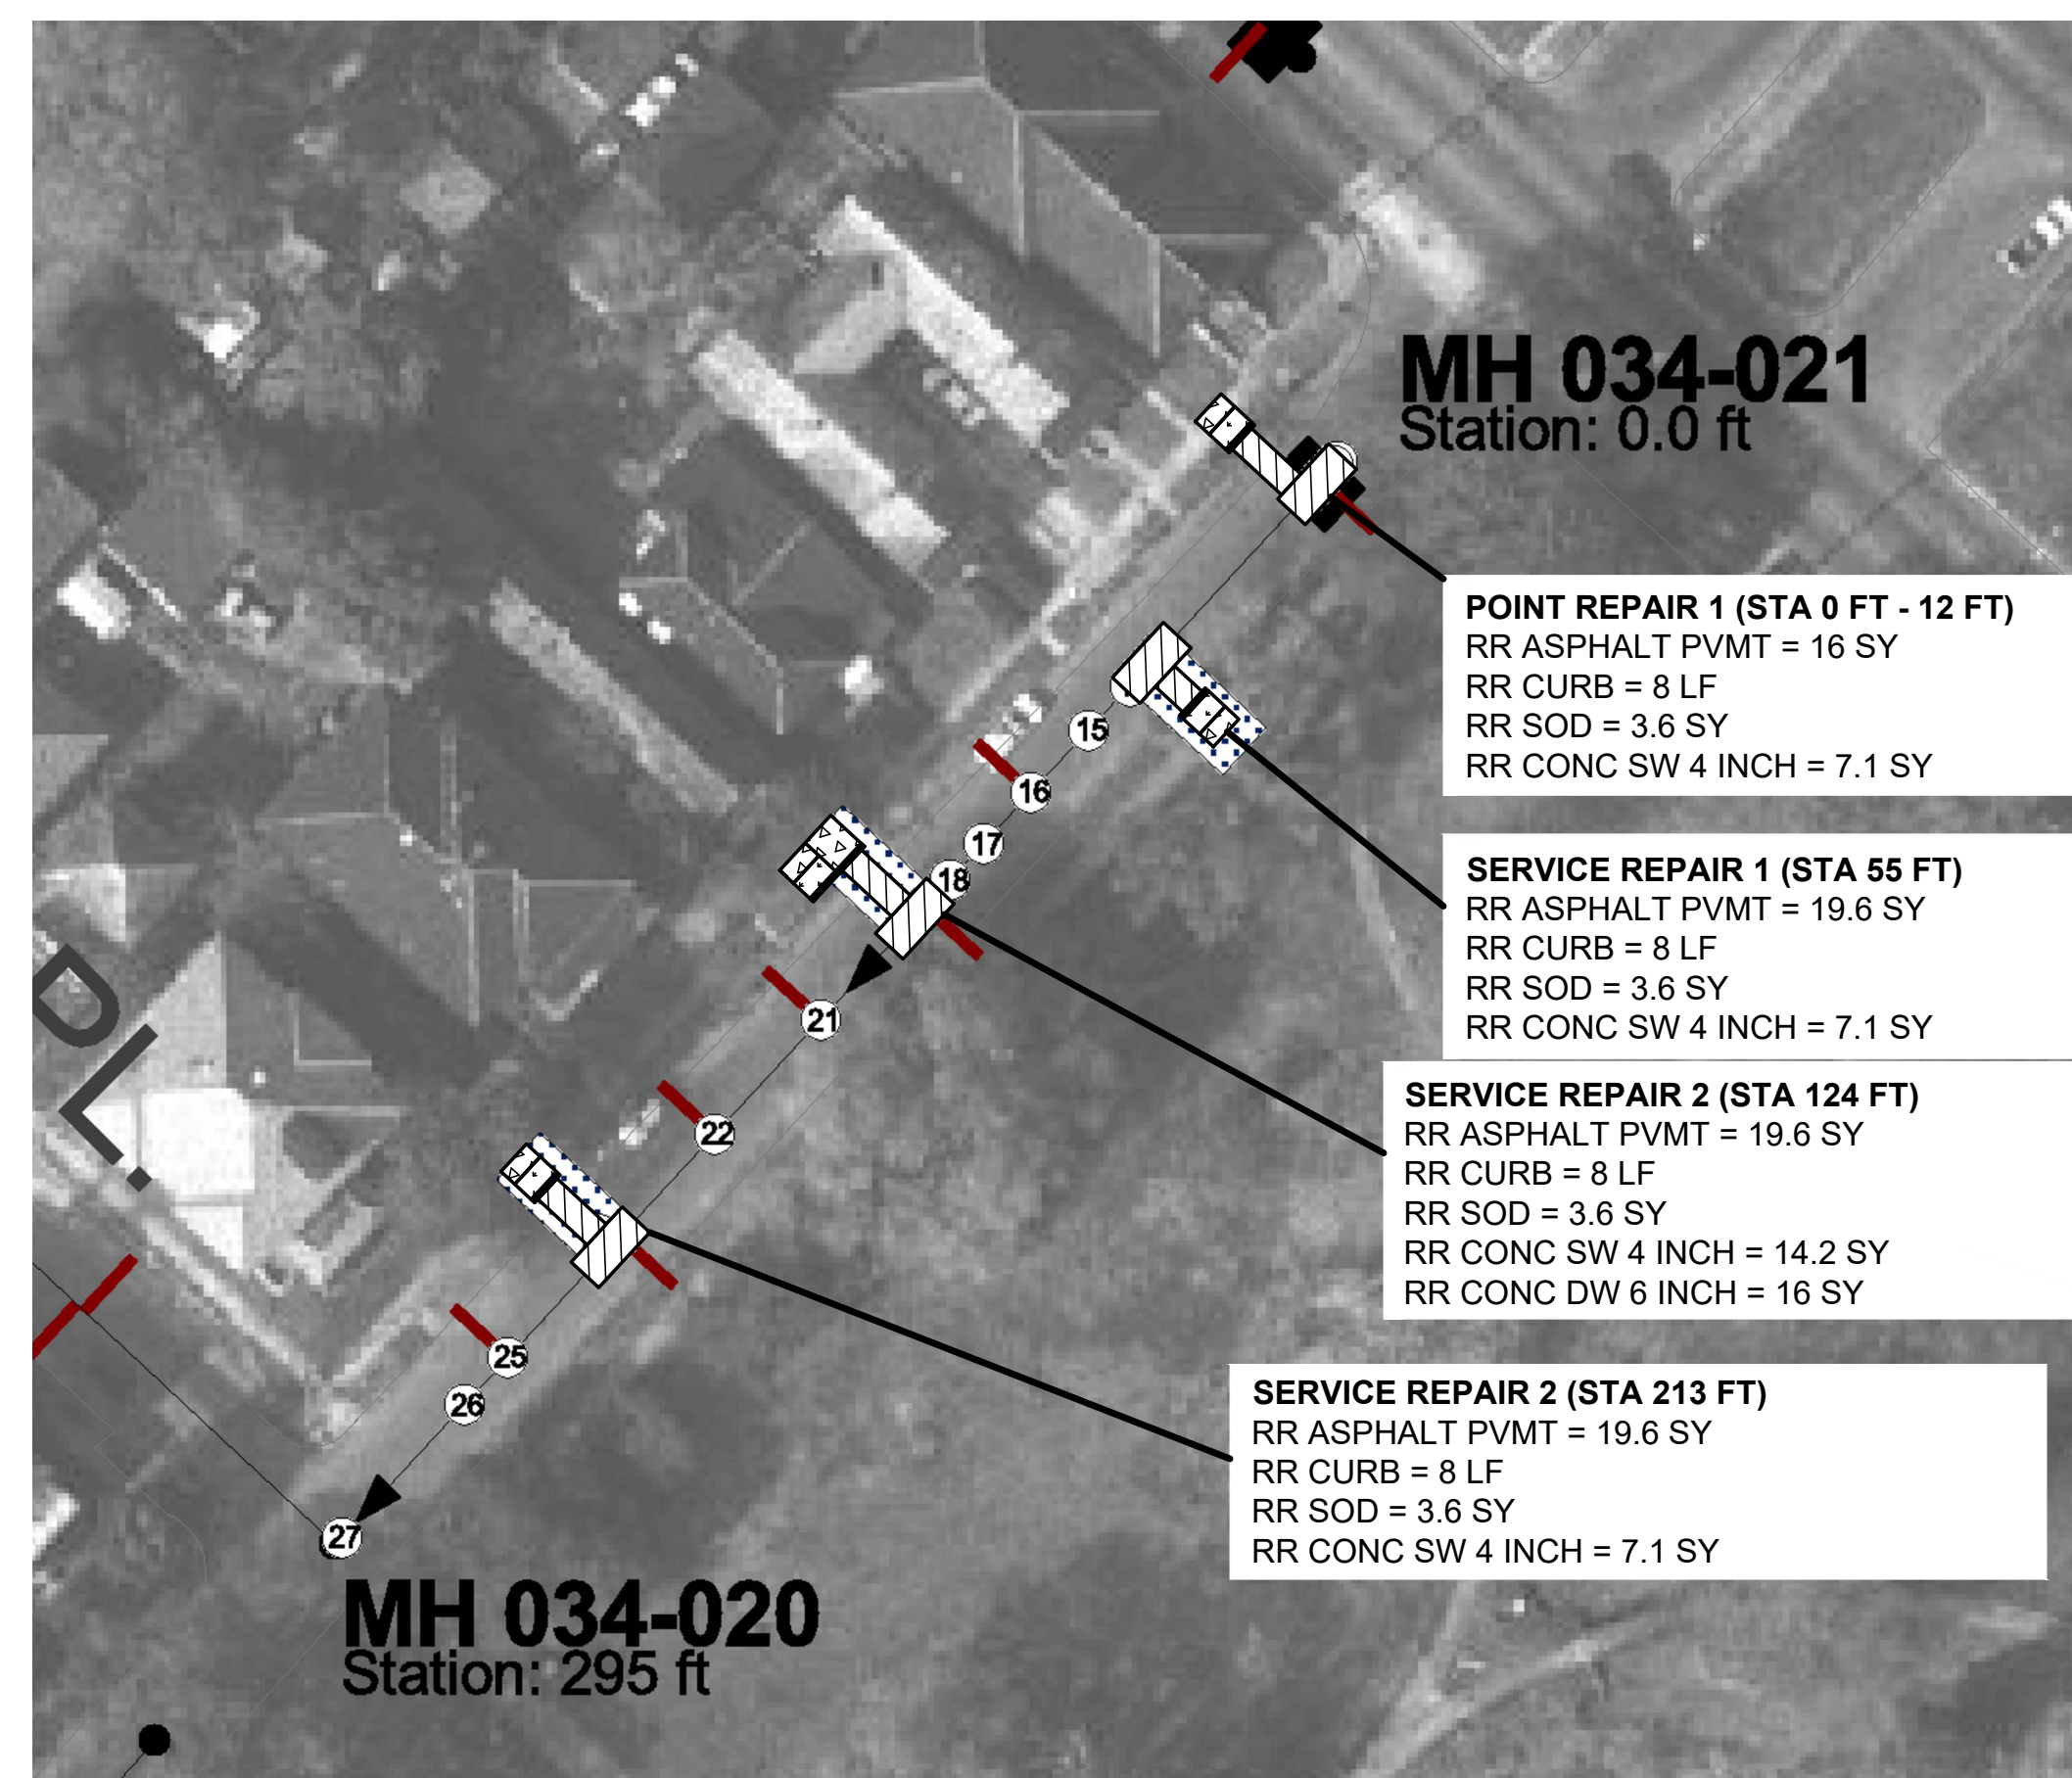 MH 034-021
Station: 0.0 ft
POINT REPAIR 1 (STA 0 FT - 12 FT)
RR ASPHALT PVMT = 16 SY
RR CURB = 8 LF
RR SOD = 3.6 SY
RR CONC SW 4 INCH = 7.1 SY
15
16
17
18
SERVICE REPAIR 1 (STA 55 FT)
RR ASPHALT PVMT = 19.6 SY
RR CURB = 8 LF
RR SOD = 3.6 SY
RR CONC SW 4 INCH = 7.1 SY
21
22
SERVICE REPAIR 2 (STA 124 FT)
RR ASPHALT PVMT = 19.6 SY
RR CURB = 8 LF
RR SOD = 3.6 SY
RR CONC SW 4 INCH = 14.2 SY
RR CONC DW 6 INCH = 16 SY
PL.
25
26
27
SERVICE REPAIR 2 (STA 213 FT)
RR ASPHALT PVMT = 19.6 SY
RR CURB = 8 LF
RR SOD = 3.6 SY
RR CONC SW 4 INCH = 7.1 SY
MH 034-020
Station: 295 ft